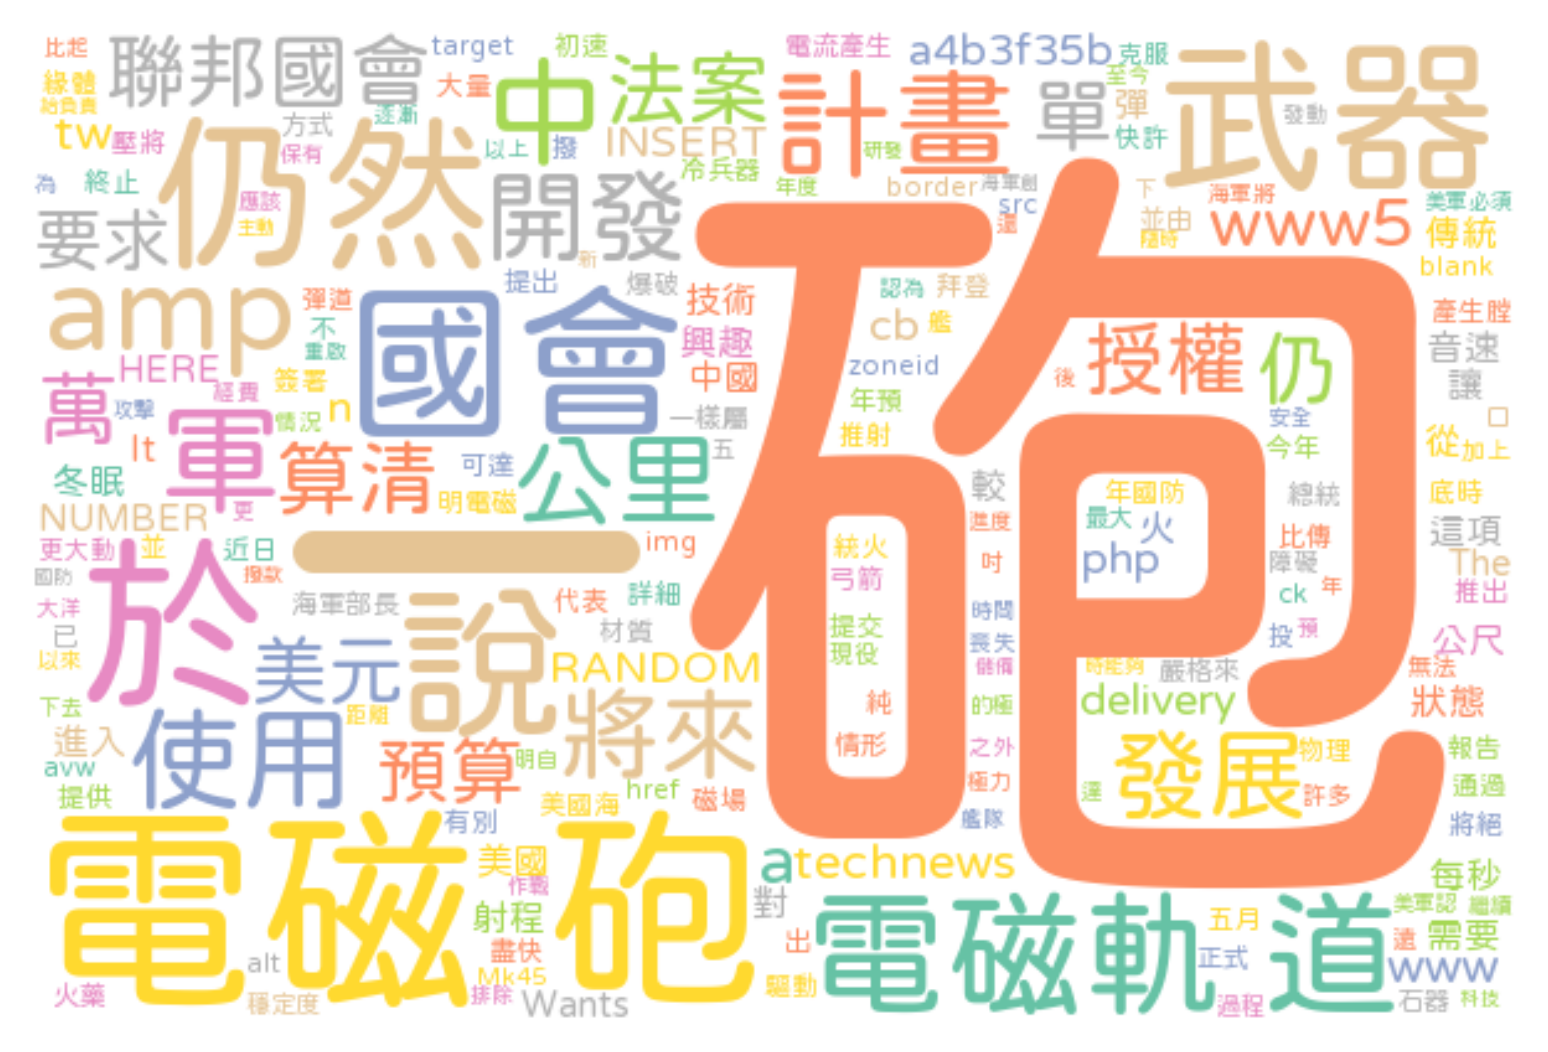 比起
聯邦國會
target
初速
電流產生
a4b3f35b
克服
武器
緣體
大量
中
法案
計畫
單
至今
彈
發動
給負責
逐漸
tw
壓將
方式
仍然
保有
以上
撥
INSERT
冷兵器
研發
快許
為
終止
應該
主動
開發
年度
border
海軍創
src
還
下
並由
隨時
海軍將
www5
美軍必須
傳統
blank
要求
新
提出
爆破
砲
amp
彈道
不
重啟
國會
技術
興趣
中國
認為
拜登
cb
艦
zoneid
年預
推射
後
授權
仍
產生膛
音速
讓
HERE
經費
簽署
情況
n
萬
攻擊
lt
軍
算清
一樣屬
五
可達
明電磁
公里
安全
今年
從
加上
口
冬眠
NUMBER
更
更大動
並
近日
國防
撥款
一
img
較
進度
吋
統火
弓箭
年國防
最大
火
php
總統
比傳
障礙
ck
年
底時
這項
The
推出
大洋
已
以來
於
海軍部長
說
代表
詳細
材質
提交
現役
時間
喪失
儲備
投
預
公尺
美元
RANDOM
時能夠
嚴格來
無法
狀態
下去
進入
avw
提供
使用
距離
預算
明自
將來
純
情形
的極
之外
極力
艦隊
delivery
達
發展
物理
許多
報告
通過
將絕
美國海
href
磁場
有別
電磁砲
美國
作戰
射程
盡快
Mk45
排除
alt
穩定度
火藥
Wants
a
technews
對
出
驅動
電磁軌道
五月
正式
過程
每秒
美軍認
繼續
遠
需要
www
石器
科技